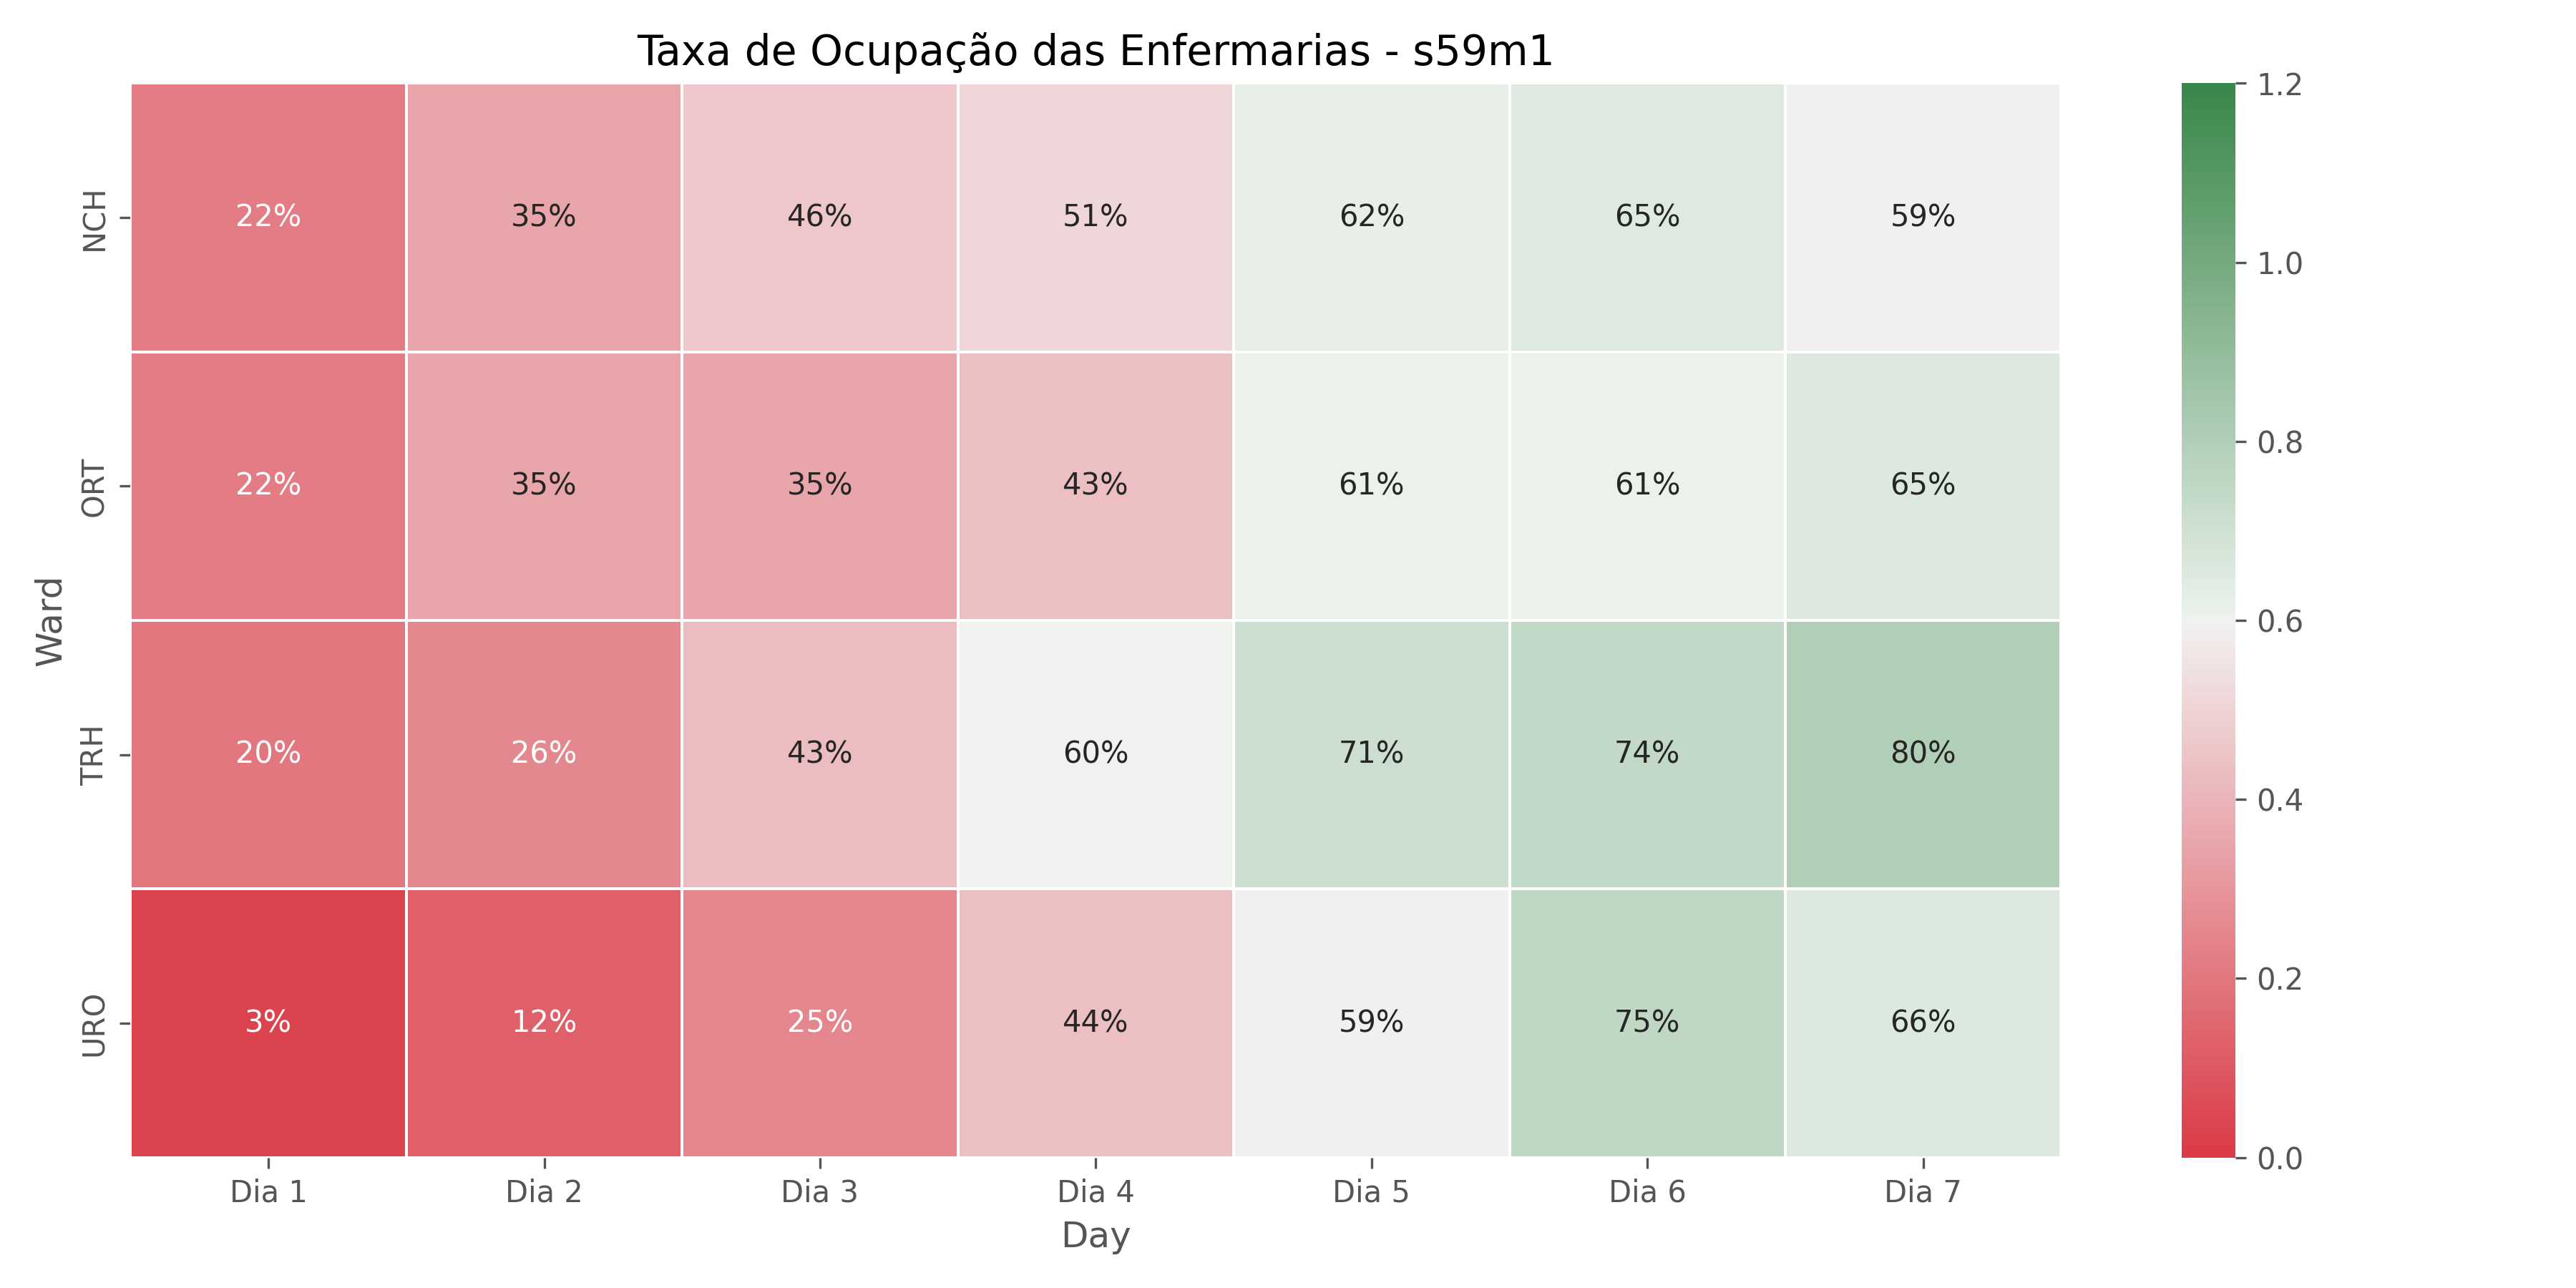 Taxa de Ocupação das Enfermarias - s59m1
1.2
1.0
0.8
0.6
0.4
0.2
0.0
Ward
NCH 22% 35% 46% 51% 62% 65% 59%
ORT 22% 35% 35% 43% 61% 61% 65%
TRH 20% 26% 43% 60% 71% 74% 80%
URO 3% 12% 25% 44% 59% 75% 66%
Dia 1 Dia 2 Dia 3 Dia 4 Dia 5 Dia 6 Dia 7
Day